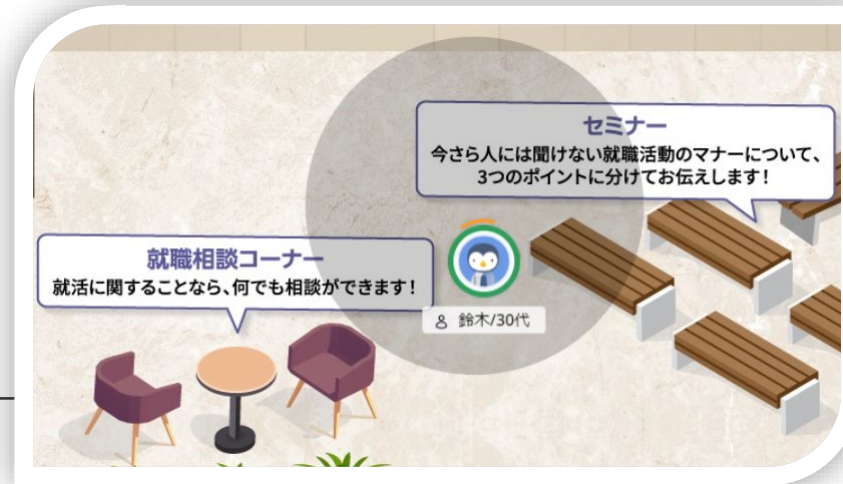 セミナー
今さら人には聞けない就職活動のマナーについて、
3つのポイントに分けてお伝えします！
就職相談コーナー
就活に関することなら、何でも相談ができます！
鈴木/30代